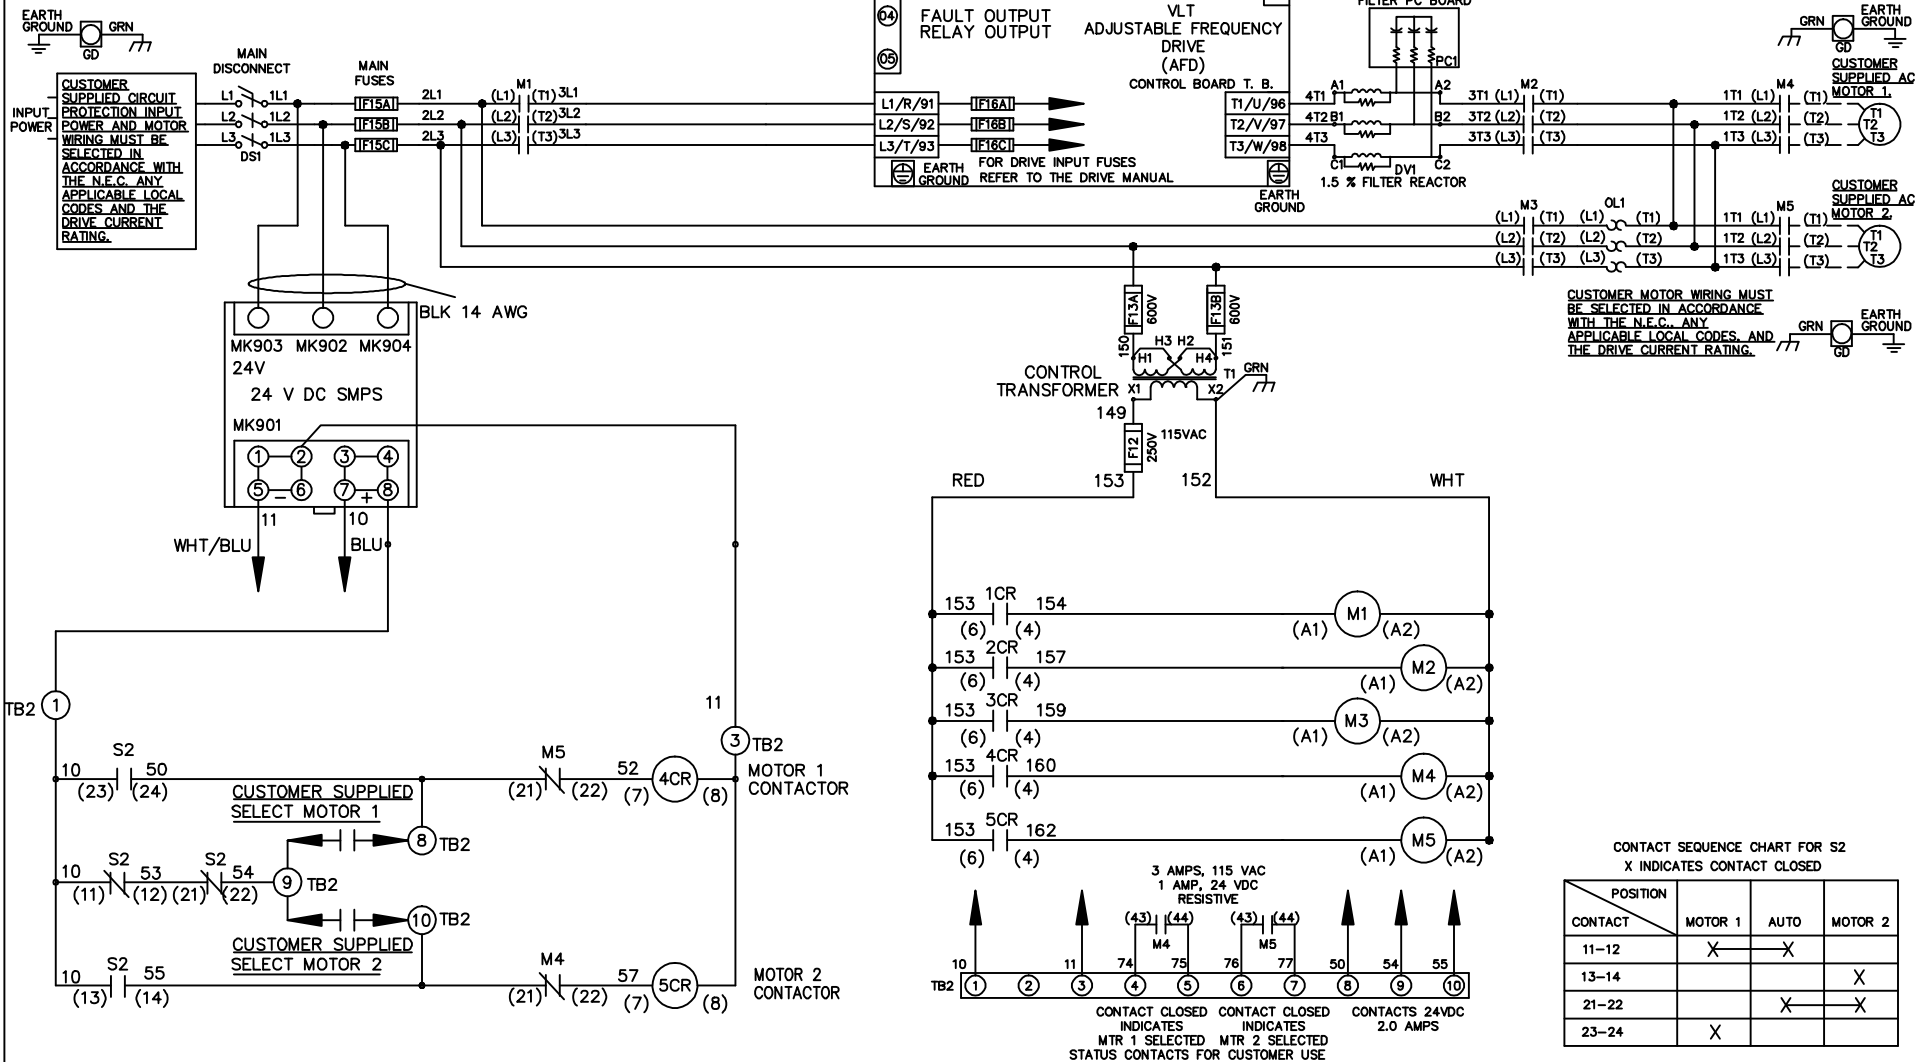 EARTH
GROUND
GRN
GD
CUSTOMER
SUPPLIED CIRCUIT
PROTECTION INPUT
POWER AND MOTOR
WIRING MUST BE
SELECTED IN
ACCORDANCE WITH
THE N.E.C. ANY
APPLICABLE LOCAL
CODES AND THE
DRIVE CURRENT
RATING.
INPUT
POWER
MAIN
DISCONNECT
L1 1L1
L2 1L2
L3 1L3
DS1
MAIN
FUSES
F15A 2L1
F15B 2L2
F15C 2L3
M1
(L1) (T1) 3L1
(L2) (T2) 3L2
(L3) (T3) 3L3
04
05
FAULT OUTPUT
RELAY OUTPUT
VLT
ADJUSTABLE FREQUENCY
DRIVE
(AFD)
CONTROL BOARD T. B.
L1/R/91 F16A
L2/S/92 F16B
L3/T/93 F16C
EARTH
GROUND
FOR DRIVE INPUT FUSES
REFER TO THE DRIVE MANUAL
T1/U/96
T2/V/97
T3/W/98
EARTH
GROUND
FILTER PC BOARD
PC1
4T1 A1 A2
4T2 B1 B2
4T3 C1 C2
DV1
1.5 % FILTER REACTOR
M2
3T1 (L1) (T1)
3T2 (L2) (T2)
3T3 (L3) (T3)
M4
1T1 (L1) (T1)
1T2 (L2) (T2)
1T3 (L3) (T3)
GRN
GD
EARTH
GROUND
CUSTOMER
SUPPLIED AC
MOTOR 1.
T1
T2
T3
M3
(L1) (T1)
(L2) (T2)
(L3) (T3)
OL1
(L1) (T1)
(L2) (T2)
(L3) (T3)
M5
1T1 (L1) (T1)
1T2 (L2) (T2)
1T3 (L3) (T3)
CUSTOMER
SUPPLIED AC
MOTOR 2.
T1
T2
T3
CUSTOMER MOTOR WIRING MUST
BE SELECTED IN ACCORDANCE
WITH THE N.E.C., ANY
APPLICABLE LOCAL CODES, AND
THE DRIVE CURRENT RATING.
GRN
GD
EARTH
GROUND
BLK 14 AWG
MK903 MK902 MK904
24V
24 V DC SMPS
MK901
1 2 3 4
5 - 6 7 + 8
11 10
WHT/BLU BLU
F13A
600V
F13B
600V
150
151
H1 H3 H2 H4
CONTROL
TRANSFORMER
X1 X2
T1
GRN
149
F12
250V
115VAC
RED 153 152 WHT
153 1CR 154 M1
(6) (4) (A1) (A2)
153 2CR 157 M2
(6) (4) (A1) (A2)
153 3CR 159 M3
(6) (4) (A1) (A2)
153 4CR 160 M4
(6) (4) (A1) (A2)
153 5CR 162 M5
(6) (4) (A1) (A2)
TB2 1
11
3 TB2
10 S2 50
(23) (24)
CUSTOMER SUPPLIED
SELECT MOTOR 1
M5
(21) (22)
52 4CR
(7) (8)
MOTOR 1
CONTACTOR
8 TB2
10 S2 53 S2 54
(11) (12) (21) (22)
9 TB2
10 TB2
CUSTOMER SUPPLIED
SELECT MOTOR 2
10 S2 55
(13) (14)
M4
(21) (22)
57 5CR
(7) (8)
MOTOR 2
CONTACTOR
3 AMPS, 115 VAC
1 AMP, 24 VDC
RESISTIVE
(43) (44) (43) (44)
M4 M5
10 11 74 75 76 77 50 54 55
TB2 1 2 3 4 5 6 7 8 9 10
CONTACT CLOSED
INDICATES
MTR 1 SELECTED
CONTACT CLOSED
INDICATES
MTR 2 SELECTED
STATUS CONTACTS FOR CUSTOMER USE
CONTACTS 24VDC
2.0 AMPS
CONTACT SEQUENCE CHART FOR S2
X INDICATES CONTACT CLOSED
POSITION
CONTACT MOTOR 1 AUTO MOTOR 2
11-12 X X
13-14 X
21-22 X X
23-24 X